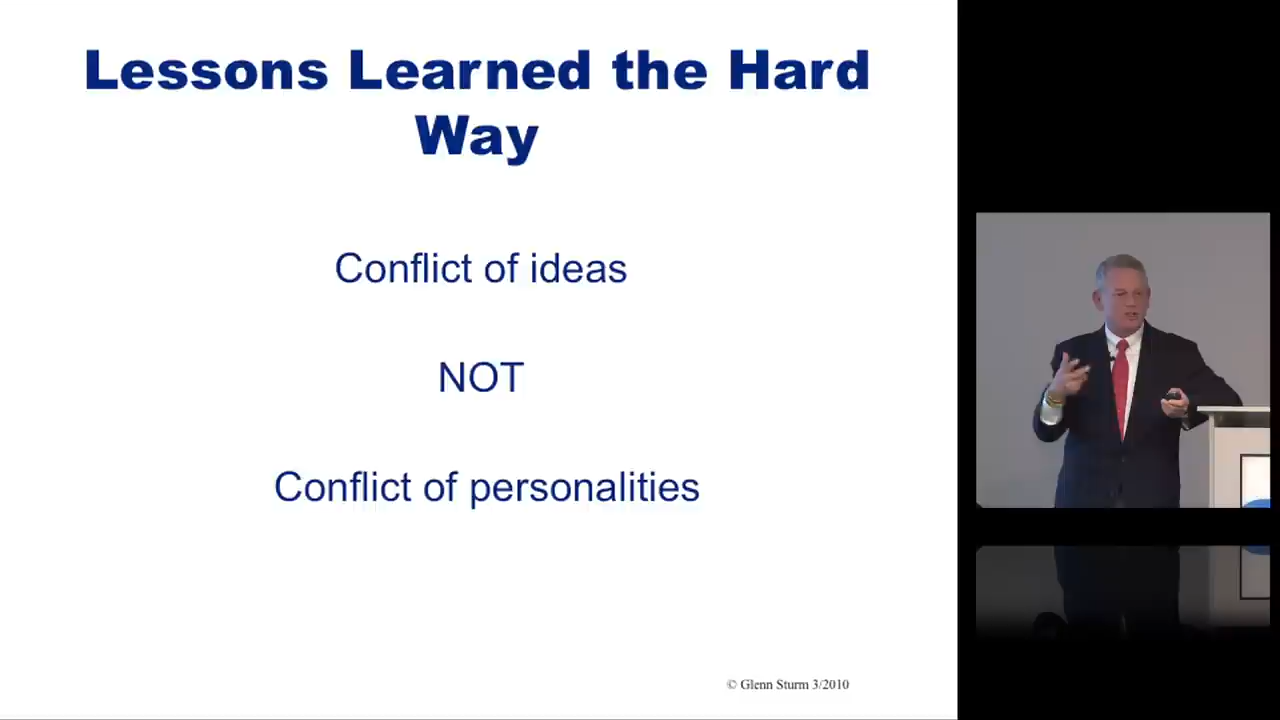 Lessons Learned the Hard
Way
Conflict of ideas
NOT
Conflict of personalities
© Glenn Sturm 3/2010